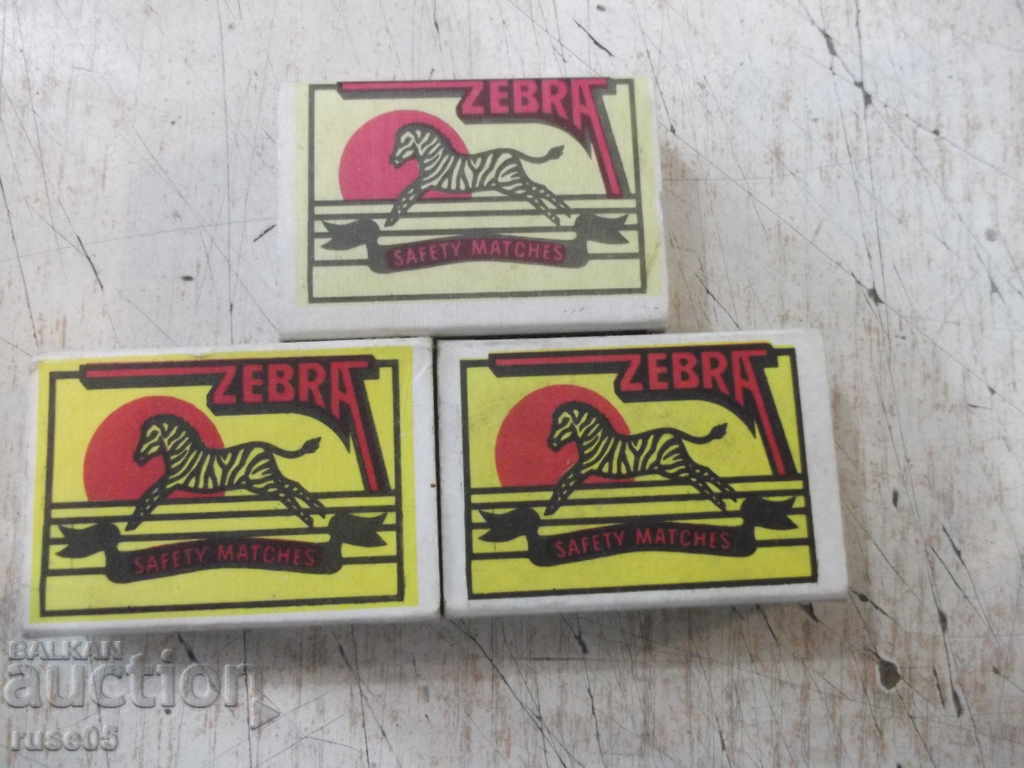 ZEBRA
SAFETY MATCHES
ZEBRA
SAFETY MATCHES
ZEBRA
SAFETY MATCHES
BALKAN
auction
ruse05